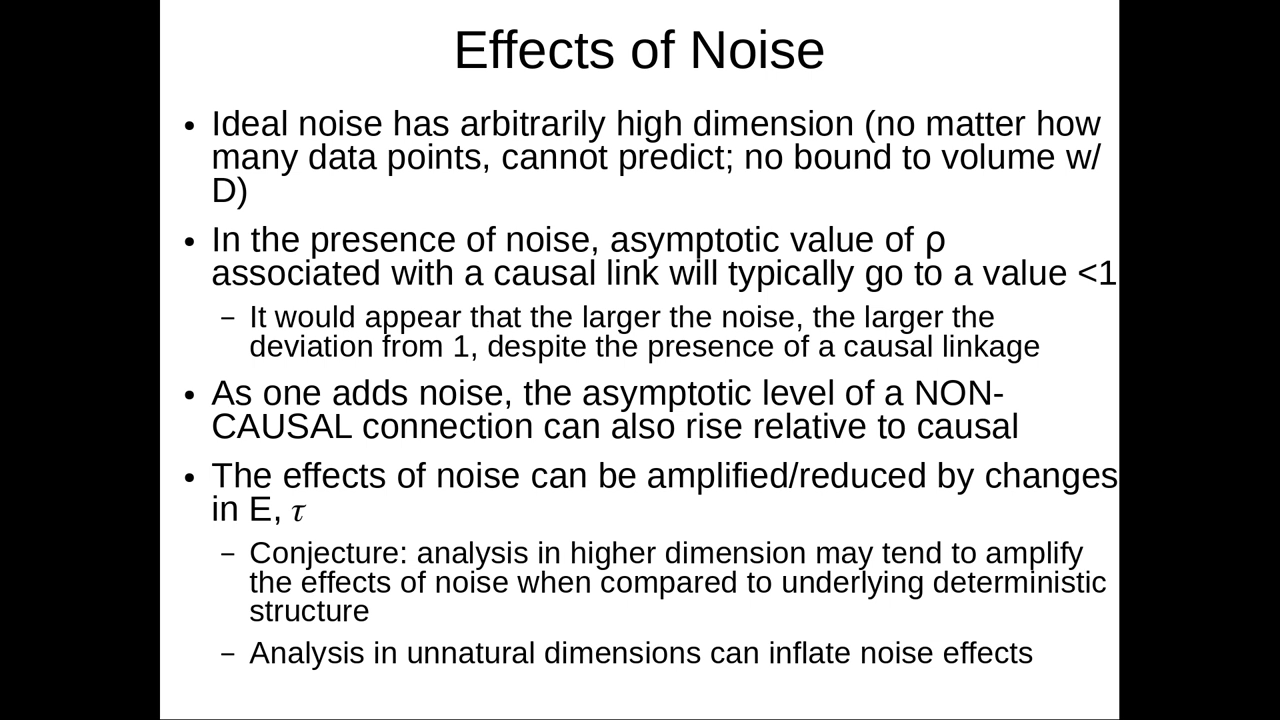 Effects of Noise
• Ideal noise has arbitrarily high dimension (no matter how
many data points, cannot predict; no bound to volume w/
D)
• In the presence of noise, asymptotic value of ρ
associated with a causal link will typically go to a value <1
– It would appear that the larger the noise, the larger the
deviation from 1, despite the presence of a causal linkage
• As one adds noise, the asymptotic level of a NON-
CAUSAL connection can also rise relative to causal
• The effects of noise can be amplified/reduced by changes
in E, τ
– Conjecture: analysis in higher dimension may tend to amplify
the effects of noise when compared to underlying deterministic
structure
– Analysis in unnatural dimensions can inflate noise effects